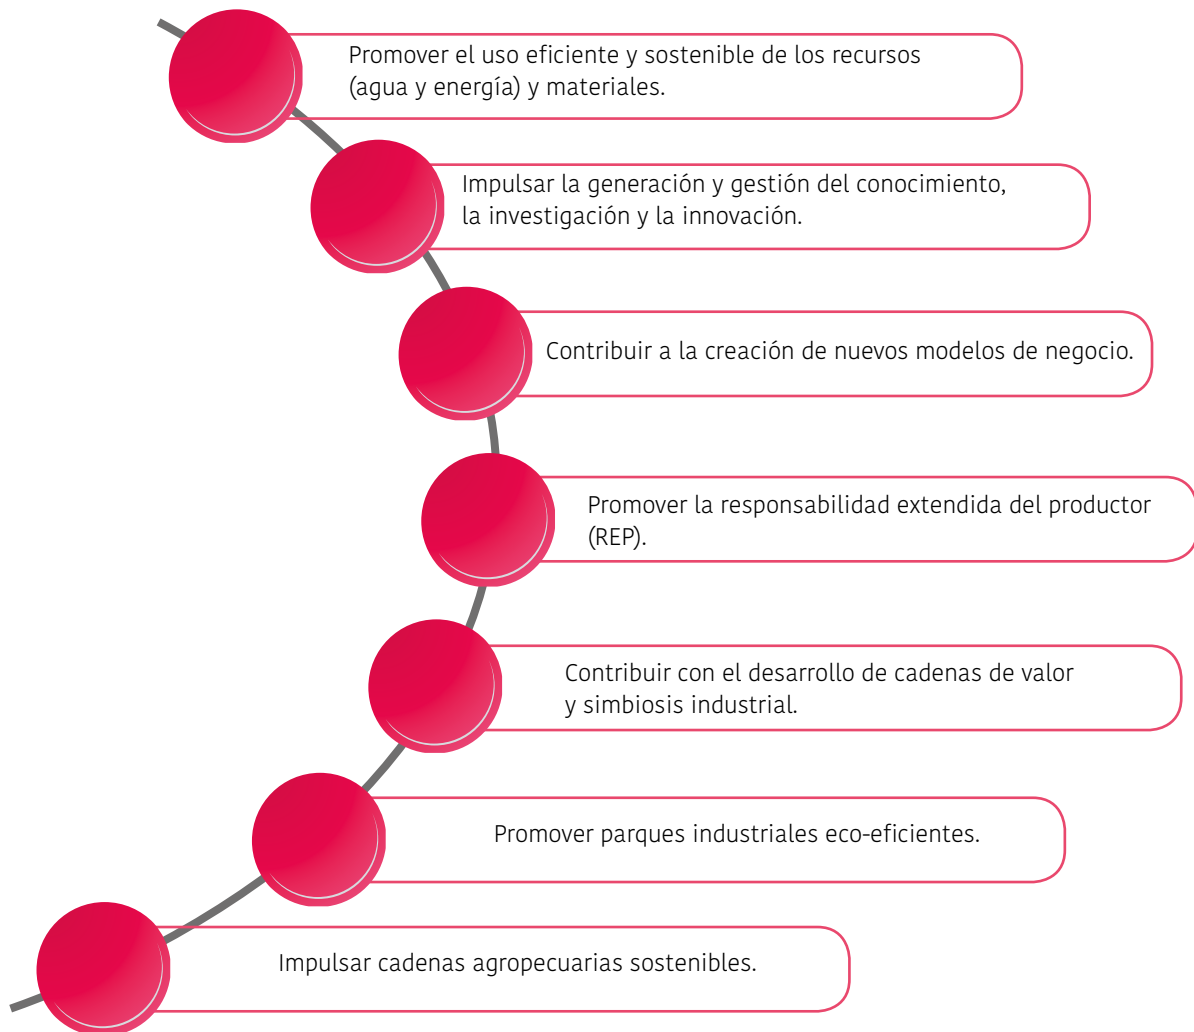 Promover el uso eficiente y sostenible de los recursos
(agua y energía) y materiales.
Impulsar la generación y gestión del conocimiento,
la investigación y la innovación.
Contribuir a la creación de nuevos modelos de negocio.
Promover la responsabilidad extendida del productor
(REP).
Contribuir con el desarrollo de cadenas de valor
y simbiosis industrial.
Promover parques industriales eco-eficientes.
Impulsar cadenas agropecuarias sostenibles.